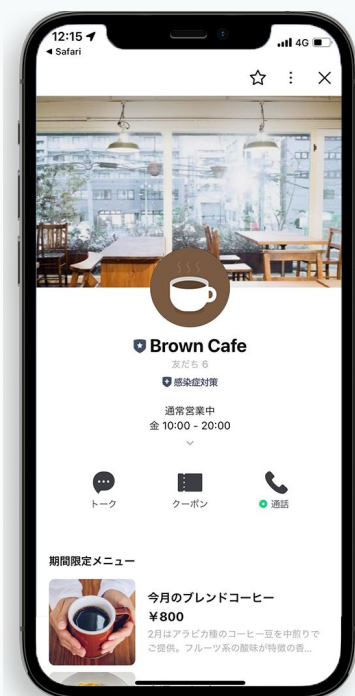 12:15
4G
◀ Safari
Brown Cafe
友だち 6
感染症対策
通常営業中
金 10:00 - 20:00
トーク
クーポン
通話
期間限定メニュー
今月のブレンドコーヒー
¥800
2月はアラビカ種のコーヒー豆を中煎りで
ご提供。フルーツ系の酸味が特徴の香...